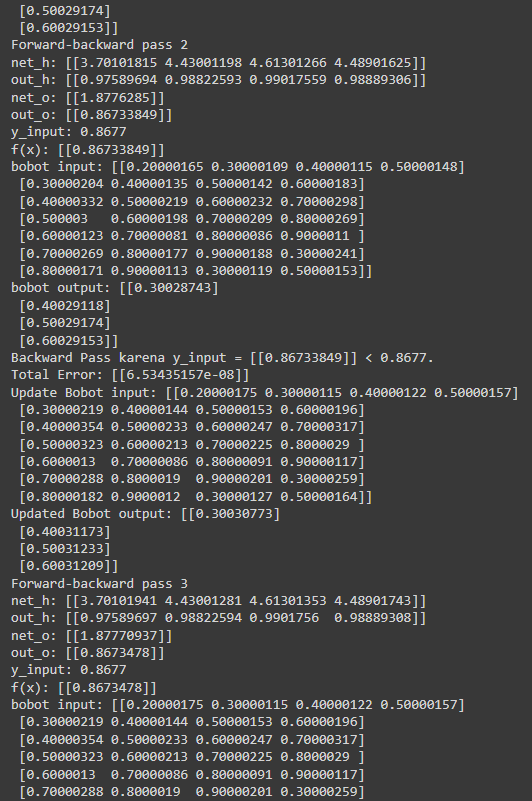 [0.50029174]
[0.60029153]]
Forward-backward pass 2
net_h: [[3.70101815 4.43001198 4.61301266 4.48901625]]
out_h: [[0.97589694 0.98822593 0.99017559 0.98889306]]
net_o: [[1.8776285]]
out_o: [[0.86733849]]
y_input: 0.8677
f(x): [[0.86733849]]
bobot input: [[0.20000165 0.30000109 0.40000115 0.50000148]
[0.30000204 0.40000135 0.50000142 0.60000183]
[0.40000332 0.50000219 0.60000232 0.70000298]
[0.500003   0.60000198 0.70000209 0.80000269]
[0.60000123 0.70000081 0.80000086 0.9000011 ]
[0.70000269 0.80000177 0.90000188 0.30000241]
[0.80000171 0.90000113 0.30000119 0.50000153]]
bobot output: [[0.30028743]
[0.40029118]
[0.50029174]
[0.60029153]]
Backward Pass karena y_input = [[0.86733849]] < 0.8677.
Total Error: [[6.53435157e-08]]
Update Bobot input: [[0.20000175 0.30000115 0.40000122 0.50000157]
[0.30000219 0.40000144 0.50000153 0.60000196]
[0.40000354 0.50000233 0.60000247 0.70000317]
[0.50000323 0.60000213 0.70000225 0.8000029 ]
[0.6000013  0.70000086 0.80000091 0.90000117]
[0.70000288 0.8000019  0.90000201 0.30000259]
[0.80000182 0.9000012  0.30000127 0.50000164]]
Updated Bobot output: [[0.30030773]
[0.40031173]
[0.50031233]
[0.60031209]]
Forward-backward pass 3
net_h: [[3.70101941 4.43001281 4.61301353 4.48901743]]
out_h: [[0.97589697 0.98822594 0.9901756  0.98889308]]
net_o: [[1.87770937]]
out_o: [[0.8673478]]
y_input: 0.8677
f(x): [[0.8673478]]
bobot input: [[0.20000175 0.30000115 0.40000122 0.50000157]
[0.30000219 0.40000144 0.50000153 0.60000196]
[0.40000354 0.50000233 0.60000247 0.70000317]
[0.50000323 0.60000213 0.70000225 0.8000029 ]
[0.6000013  0.70000086 0.80000091 0.90000117]
[0.70000288 0.8000019  0.90000201 0.30000259]